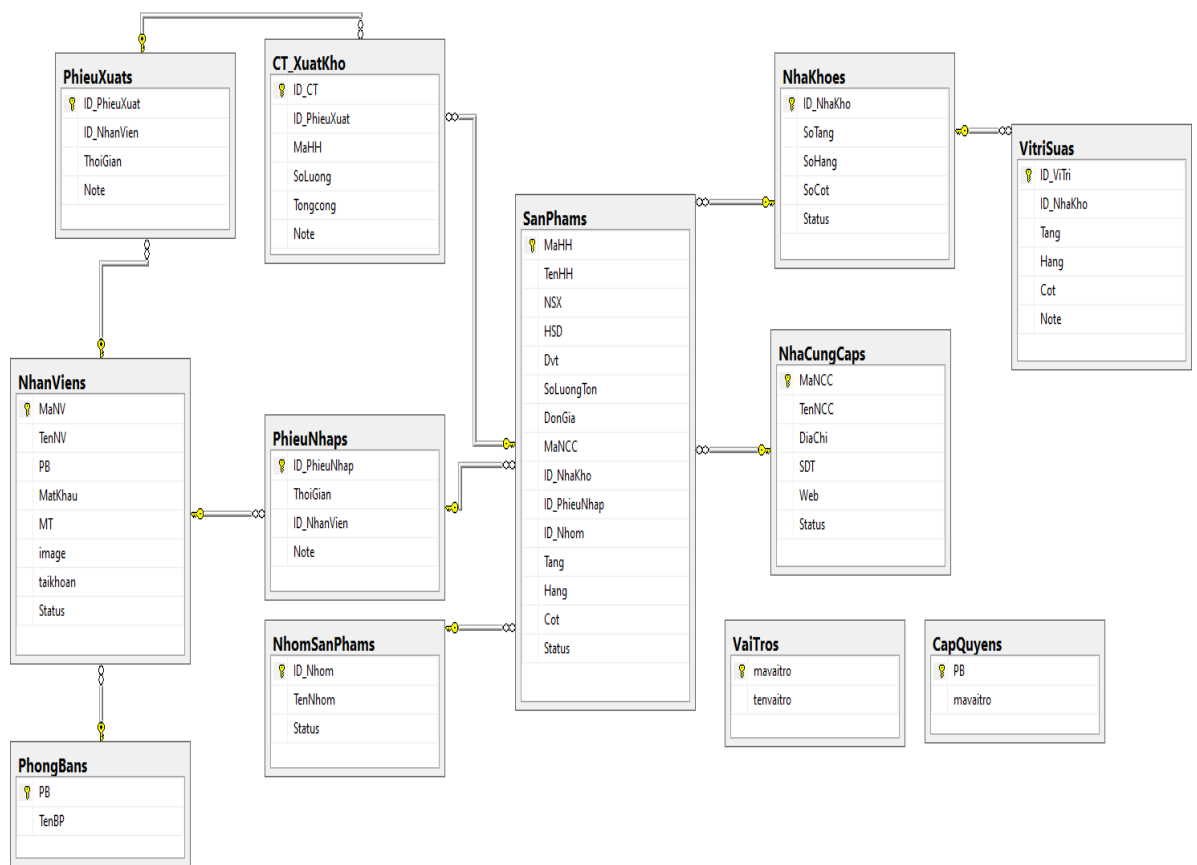 PhieuXuats
ID_PhieuXuat
ID_NhanVien
ThoiGian
Note
CT_XuatKho
ID_CT
ID_PhieuXuat
MaHH
SoLuong
Tongcong
Note
NhaKhoes
ID_NhaKho
SoTang
SoHang
SoCot
Status
VitriSuas
ID_ViTri
ID_NhaKho
Tang
Hang
Cot
Note
SanPhams
MaHH
TenHH
NSX
HSD
Dvt
SoLuongTon
DonGia
MaNCC
ID_NhaKho
ID_PhieuNhap
ID_Nhom
Tang
Hang
Cot
Status
NhaCungCaps
MaNCC
TenNCC
DiaChi
SDT
Web
Status
NhanViens
MaNV
TenNV
PB
MatKhau
MT
image
taikhoan
Status
PhieuNhaps
ID_PhieuNhap
ThoiGian
ID_NhanVien
Note
NhomSanPhams
ID_Nhom
TenNhom
Status
VaiTros
mavaitro
tenvaitro
CapQuyens
PB
mavaitro
PhongBans
PB
TenBP